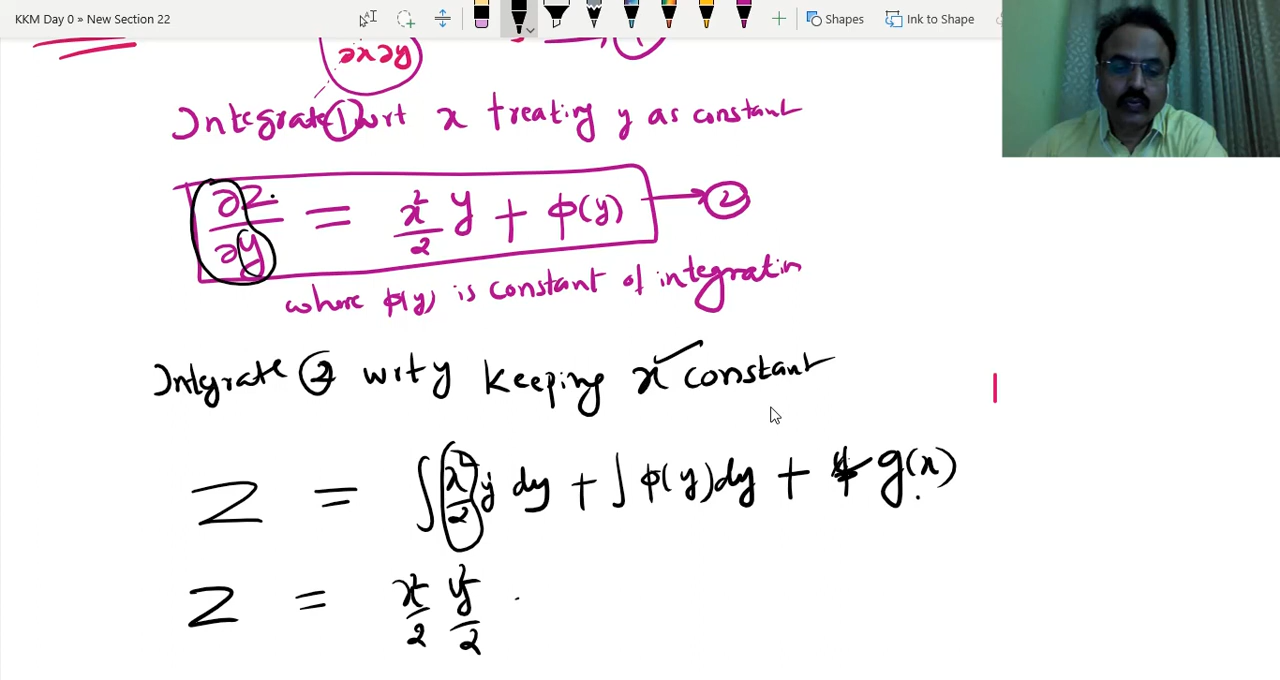 KKM Day 0 » New Section 22
Shapes
Ink to Shape
∂x∂y
Integrate ① wrt x treating y as constant
∂z/∂y = x²/2 y + φ(y) → ②
where φ(y) is constant of integratin
Intgrate ② wrt y keeping x constant
Z = ∫ x²/2 y dy + ∫ φ(y) dy + g(x)
Z = x²/2 y²/2